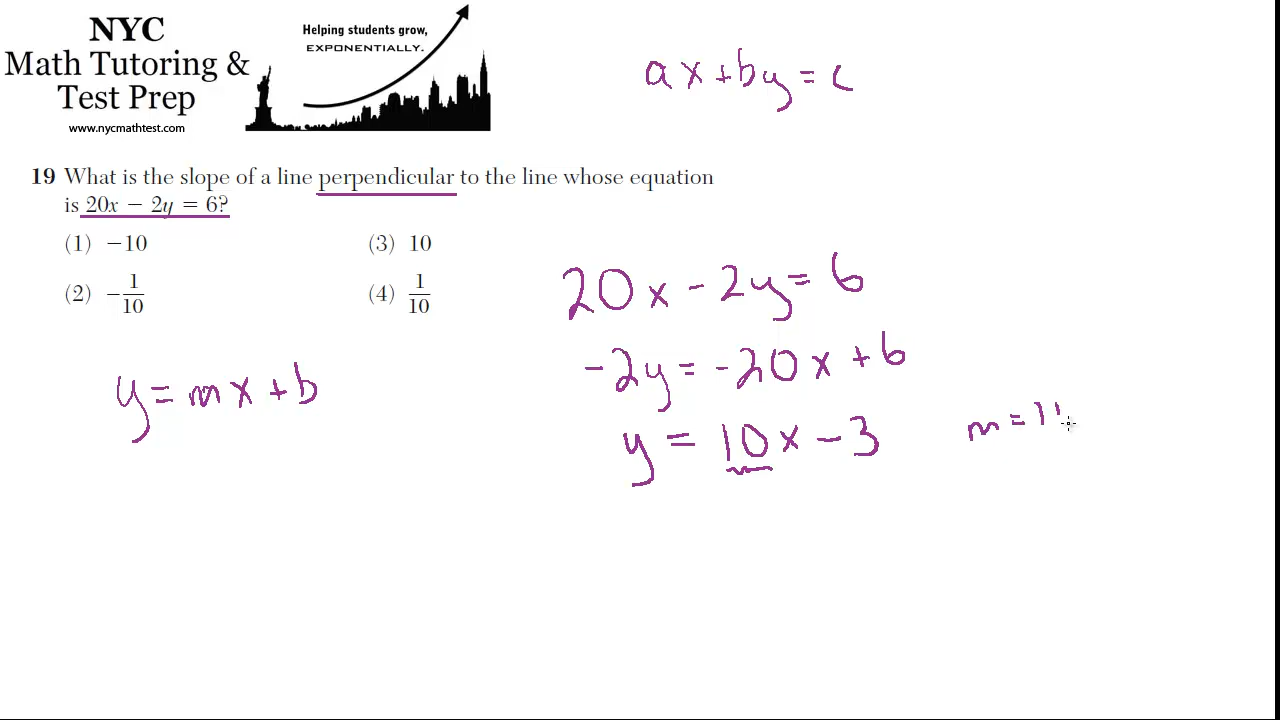 NYC
Math Tutoring &
Test Prep
www.nycmathtest.com
Helping students grow,
EXPONENTIALLY.
ax+by=c
19 What is the slope of a line perpendicular to the line whose equation
is 20x − 2y = 6?
(1) −10
(3) 10
(2) −1/10
(4) 1/10
20x - 2y = 6
-2y = -20x + 6
y = 10x - 3
y = mx + b
m =